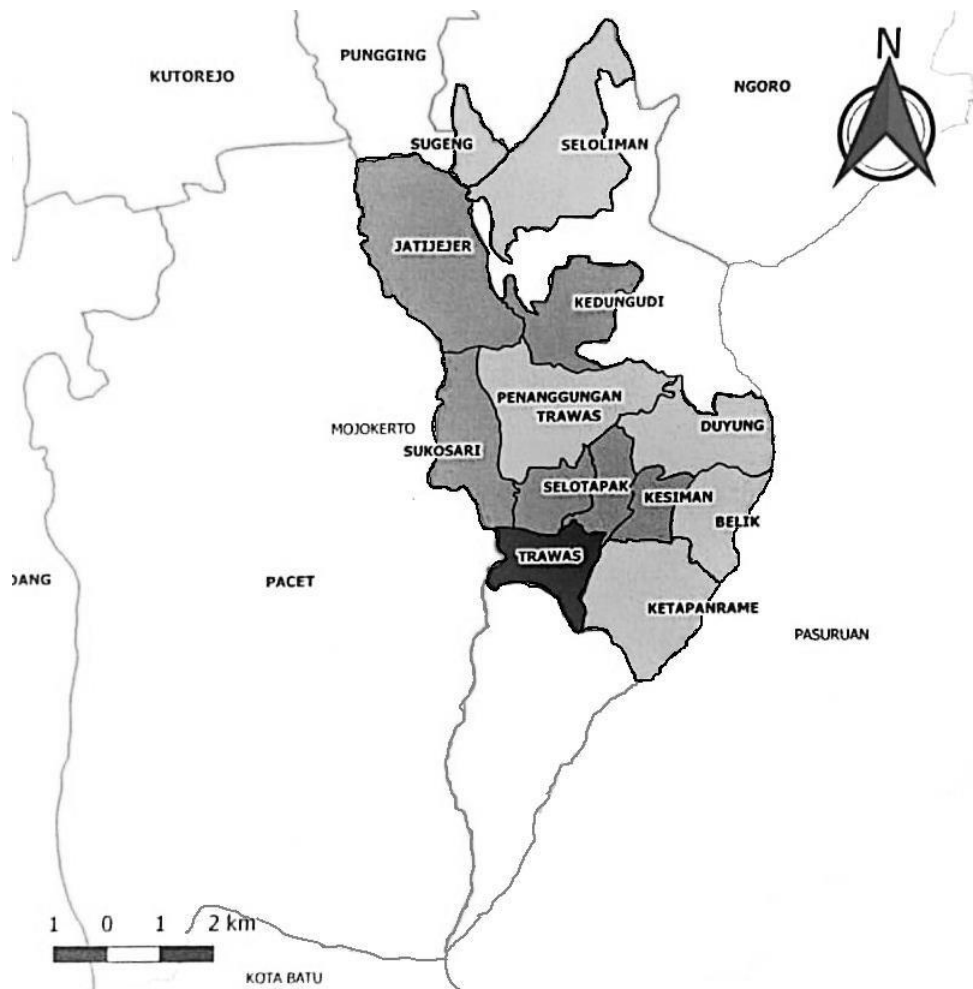 PUNGGING
N
KUTOREJO
NGORO
SUGENG
SELOLIMAN
JATIJEJER
KEDUNGUDI
PENANGGUNGAN
TRAWAS
MOJOKERTO
DUYUNG
SUKOSARI
SELOTAPAK
KESIMAN
BELIK
TRAWAS
DANG
PACET
KETAPANRAME
PASURUAN
1 0 1 2 km
KOTA BATU